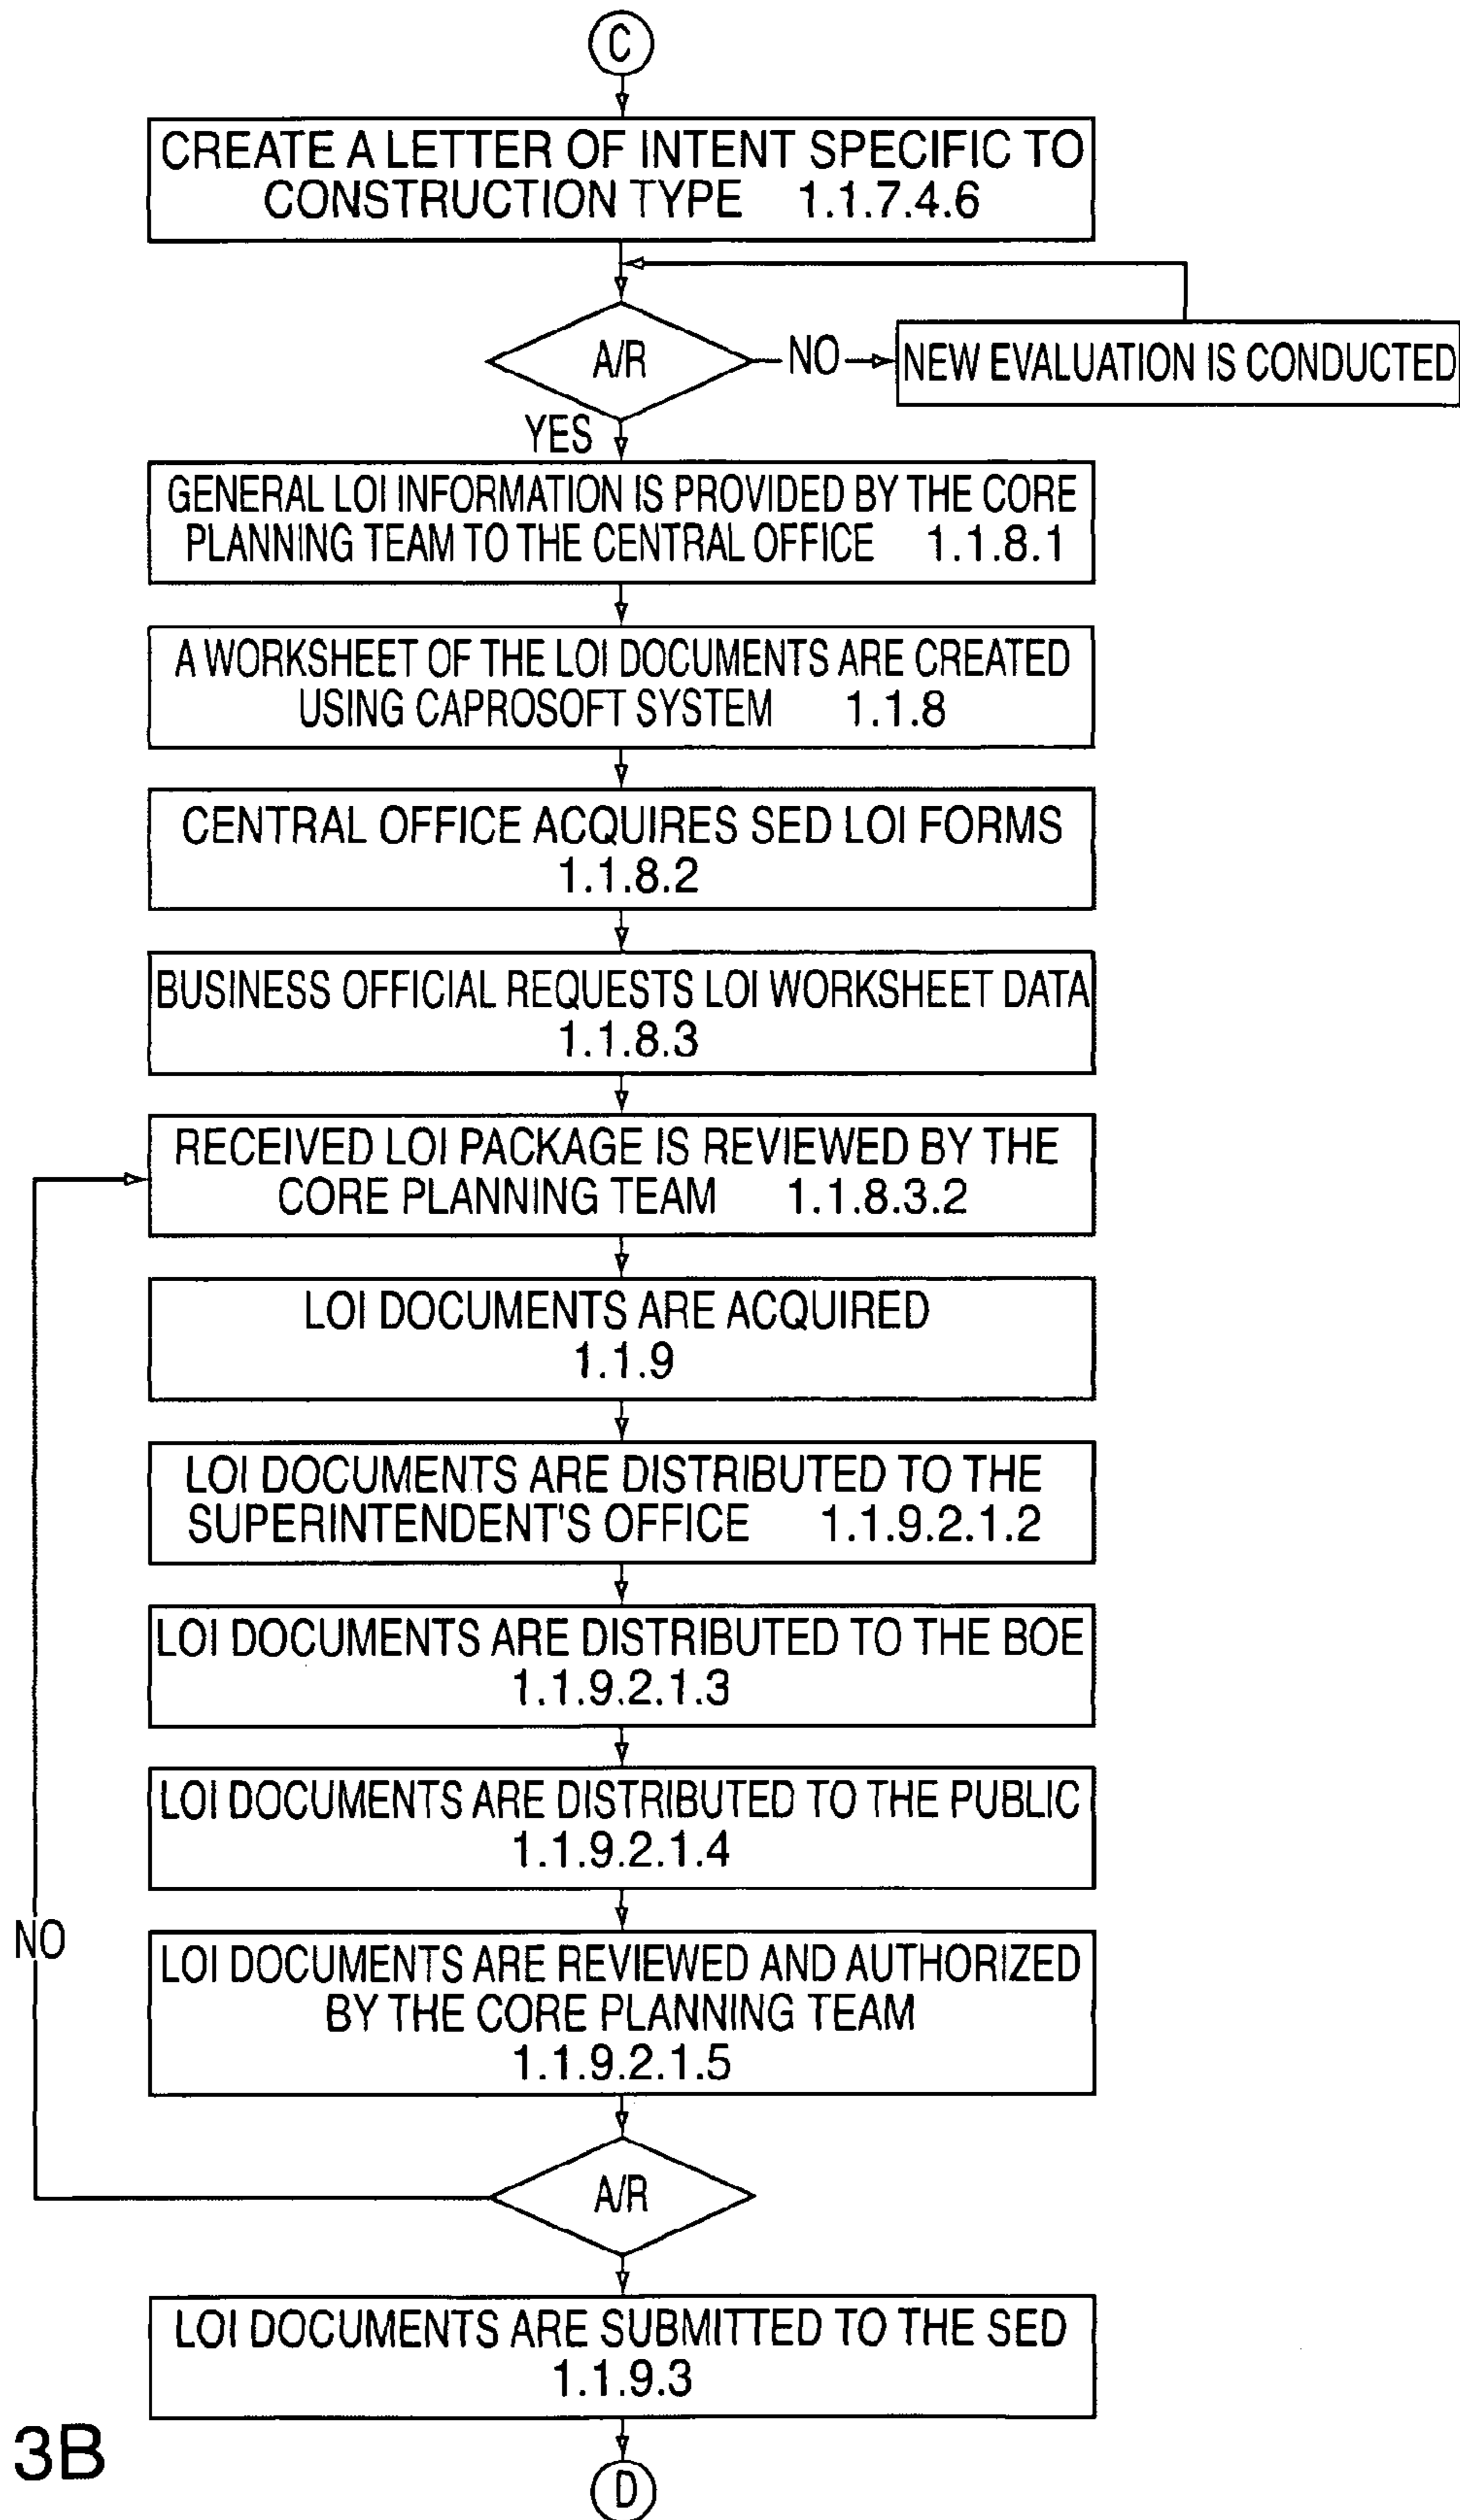 C
CREATE A LETTER OF INTENT SPECIFIC TO
CONSTRUCTION TYPE 1.1.7.4.6
A/R
NO
NEW EVALUATION IS CONDUCTED
YES
GENERAL LOI INFORMATION IS PROVIDED BY THE CORE
PLANNING TEAM TO THE CENTRAL OFFICE 1.1.8.1
A WORKSHEET OF THE LOI DOCUMENTS ARE CREATED
USING CAPROSOFT SYSTEM 1.1.8
CENTRAL OFFICE ACQUIRES SED LOI FORMS
1.1.8.2
BUSINESS OFFICIAL REQUESTS LOI WORKSHEET DATA
1.1.8.3
RECEIVED LOI PACKAGE IS REVIEWED BY THE
CORE PLANNING TEAM 1.1.8.3.2
LOI DOCUMENTS ARE ACQUIRED
1.1.9
LOI DOCUMENTS ARE DISTRIBUTED TO THE
SUPERINTENDENT'S OFFICE 1.1.9.2.1.2
LOI DOCUMENTS ARE DISTRIBUTED TO THE BOE
1.1.9.2.1.3
LOI DOCUMENTS ARE DISTRIBUTED TO THE PUBLIC
1.1.9.2.1.4
NO
LOI DOCUMENTS ARE REVIEWED AND AUTHORIZED
BY THE CORE PLANNING TEAM
1.1.9.2.1.5
A/R
LOI DOCUMENTS ARE SUBMITTED TO THE SED
1.1.9.3
3B
D